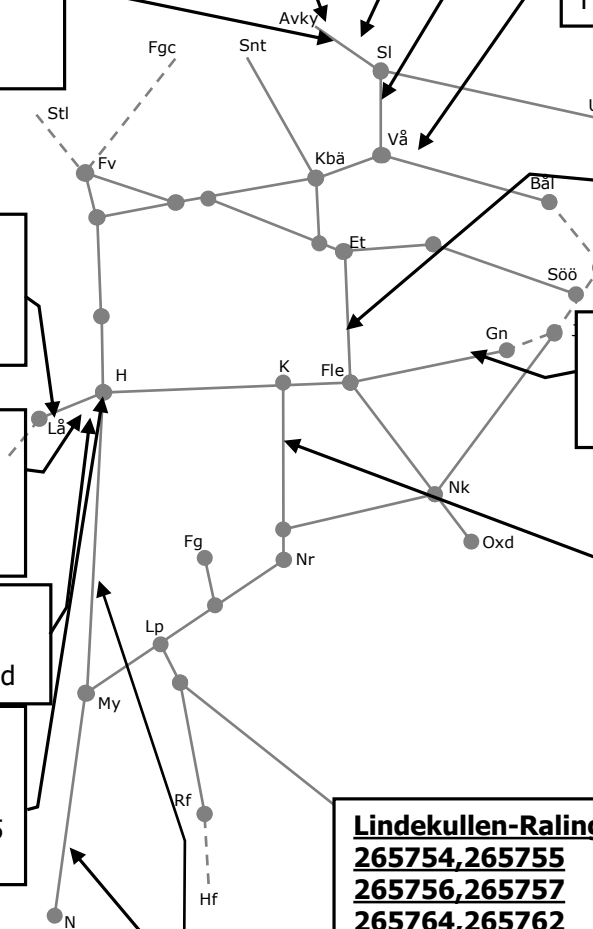 Avky
Fgc
Snt
Sl
Stl
Vå
Kbä
Fv
Bål
Et
Söö
Gn
K
Fle
H
Lå
Nk
Fg
Oxd
Nr
Lp
d
My
Rf
Lindekullen-Raling
265754,265755
5
265756,265757
Hf
265764,265762
N